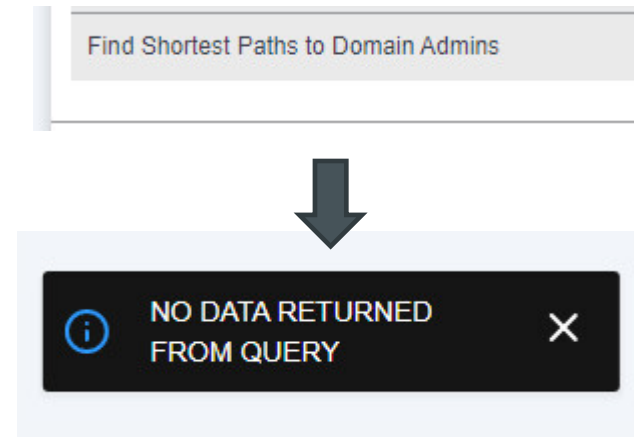 Find Shortest Paths to Domain Admins
NO DATA RETURNED
FROM QUERY